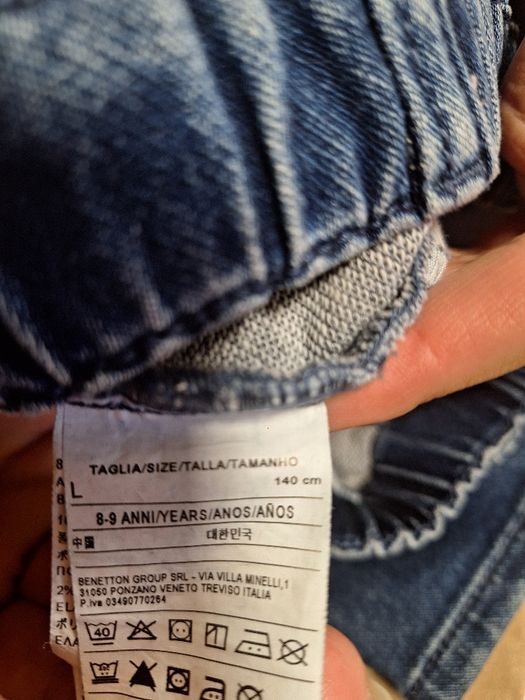 TAGLIA/SIZE/TALLA/TAMANHO
L 140 cm
8-9 ANNI/YEARS/ANOS/AÑOS
中国 대한민국
BENETTON GROUP SRL - VIA VILLA MINELLI,1
31050 PONZANO VENETO TREVISO ITALIA
P.iva 03490770264
40